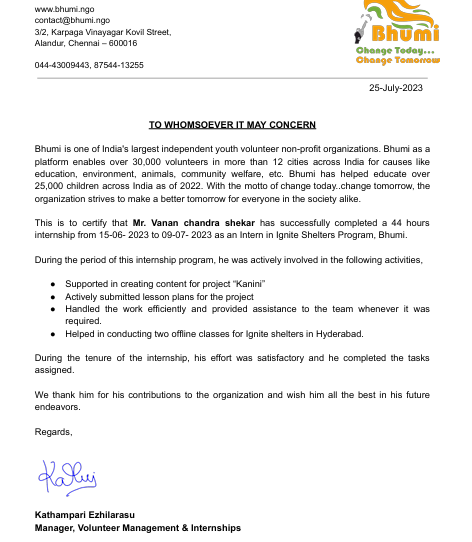 www.bhumi.ngo
contact@bhumi.ngo
3/2, Karpaga Vinayagar Kovil Street,
Alandur, Chennai – 600016
044-43009443, 87544-13255
Bhumi
Change Today...
Change Tomorrow
25-July-2023
TO WHOMSOEVER IT MAY CONCERN
Bhumi is one of India's largest independent youth volunteer non-profit organizations. Bhumi as a
platform enables over 30,000 volunteers in more than 12 cities across India for causes like
education, environment, animals, community welfare, etc. Bhumi has helped educate over
25,000 children across India as of 2022. With the motto of change today..change tomorrow, the
organization strives to make a better tomorrow for everyone in the society alike.
This is to certify that Mr. Vanan chandra shekar has successfully completed a 44 hours
internship from 15-06- 2023 to 09-07- 2023 as an Intern in Ignite Shelters Program, Bhumi.
During the period of this internship program, he was actively involved in the following activities,
● Supported in creating content for project “Kanini”
● Actively submitted lesson plans for the project
● Handled the work efficiently and provided assistance to the team whenever it was
required.
● Helped in conducting two offline classes for Ignite shelters in Hyderabad.
During the tenure of the internship, his effort was satisfactory and he completed the tasks
assigned.
We thank him for his contributions to the organization and wish him all the best in his future
endeavors.
Regards,
Kathampari Ezhilarasu
Manager, Volunteer Management & Internships